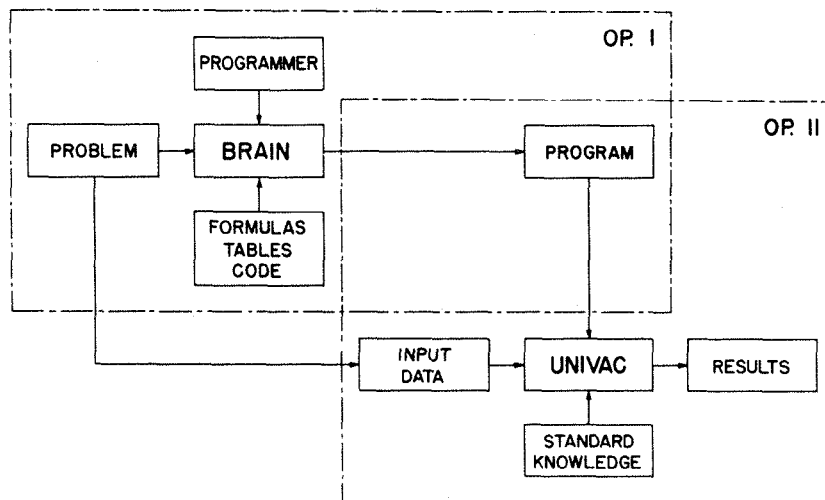 OP. I
PROGRAMMER
OP. II
PROBLEM
BRAIN
PROGRAM
FORMULAS
TABLES
CODE
INPUT
DATA
UNIVAC
RESULTS
STANDARD
KNOWLEDGE